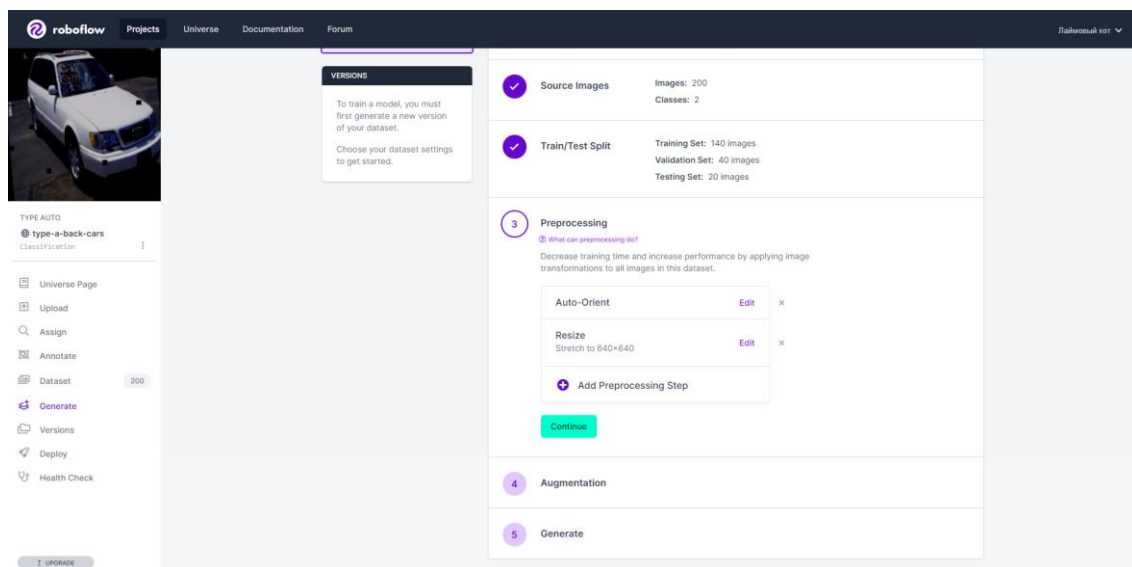 roboflow
Projects
Universe
Documentation
Forum
Лаймовый кот
TYPE AUTO
type-a-back-cars
Classification
Universe Page
Upload
Assign
Annotate
Dataset 200
Generate
Versions
Deploy
Health Check
UPGRADE
VERSIONS
To train a model, you must
first generate a new version
of your dataset.
Choose your dataset settings
to get started.
Source Images
Images: 200
Classes: 2
Train/Test Split
Training Set: 140 images
Validation Set: 40 images
Testing Set: 20 images
3 Preprocessing
What can preprocessing do?
Decrease training time and increase performance by applying image
transformations to all images in this dataset.
Auto-Orient Edit ×
Resize
Stretch to 640×640
Edit ×
Add Preprocessing Step
Continue
4 Augmentation
5 Generate